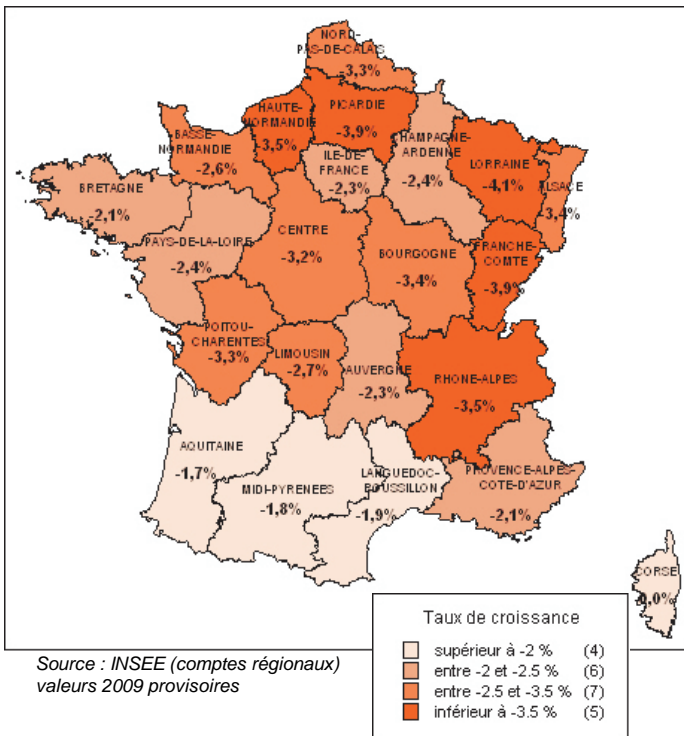 NORD-
PAS-DE-CALAIS
-3,3%
HAUTE-
NORMANDIE
-3,5%
PICARDIE
-3,9%
BASSE-
NORMANDIE
-2,6%
ILE-DE-
FRANCE
-2,3%
CHAMPAGNE-
ARDENNE
-2,4%
LORRAINE
-4,1%
ALSACE
-3,4%
BRETAGNE
-2,1%
PAYS-DE-LA-LOIRE
-2,4%
CENTRE
-3,2%
BOURGOGNE
-3,4%
FRANCHE-
COMTE
-3,9%
POITOU-
CHARENTES
-3,3%
LIMOUSIN
-2,7%
AUVERGNE
-2,3%
RHONE-ALPES
-3,5%
AQUITAINE
-1,7%
MIDI-PYRENEES
-1,8%
LANGUEDOC-
ROUSSILLON
-1,9%
PROVENCE-ALPES-
COTE-D'AZUR
-2,1%
CORSE
0,0%
Taux de croissance
supérieur à -2 % (4)
entre -2 et -2.5% (6)
entre -2.5 et -3.5 % (7)
inférieur à -3.5 % (5)
Source : INSEE (comptes régionaux)
valeurs 2009 provisoires